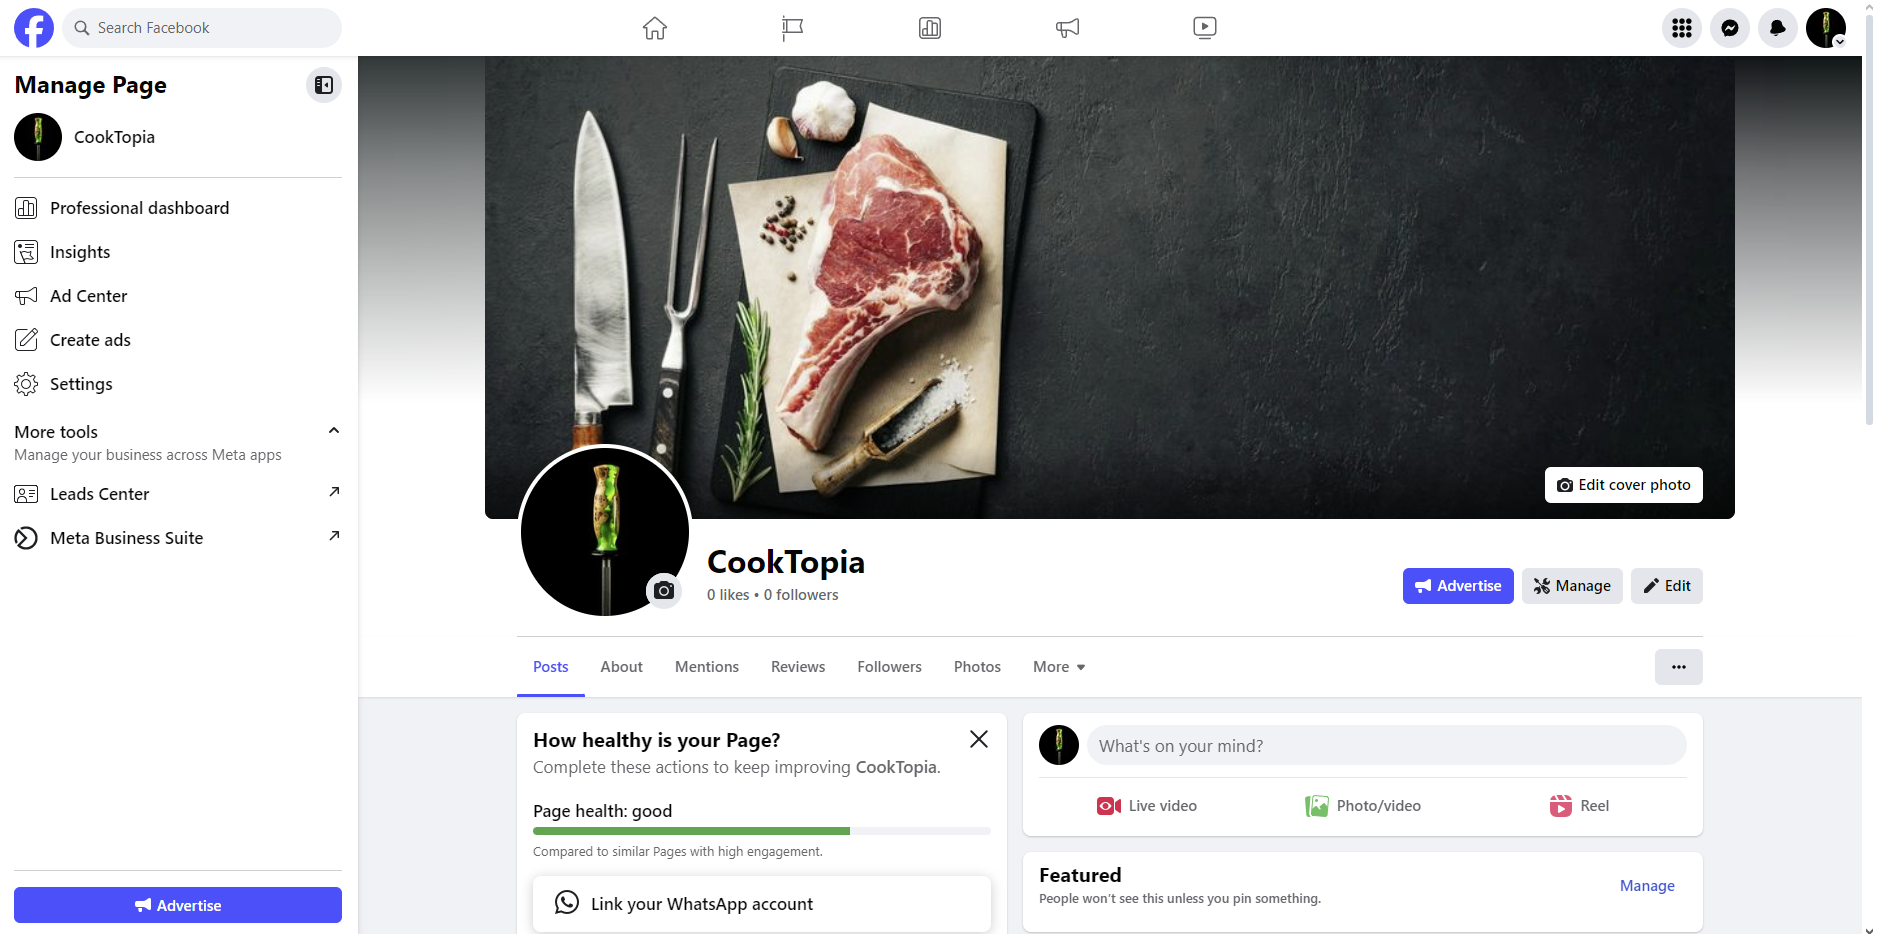 Search Facebook
Manage Page
CookTopia
Professional dashboard
Insights
Ad Center
Create ads
Settings
More tools
Manage your business across Meta apps
Leads Center
Meta Business Suite
Advertise
Edit cover photo
CookTopia
0 likes • 0 followers
Advertise
Manage
Edit
Posts
About
Mentions
Reviews
Followers
Photos
More
How healthy is your Page?
Complete these actions to keep improving CookTopia.
Page health: good
Compared to similar Pages with high engagement.
Link your WhatsApp account
What's on your mind?
Live video
Photo/video
Reel
Featured
Manage
People won't see this unless you pin something.